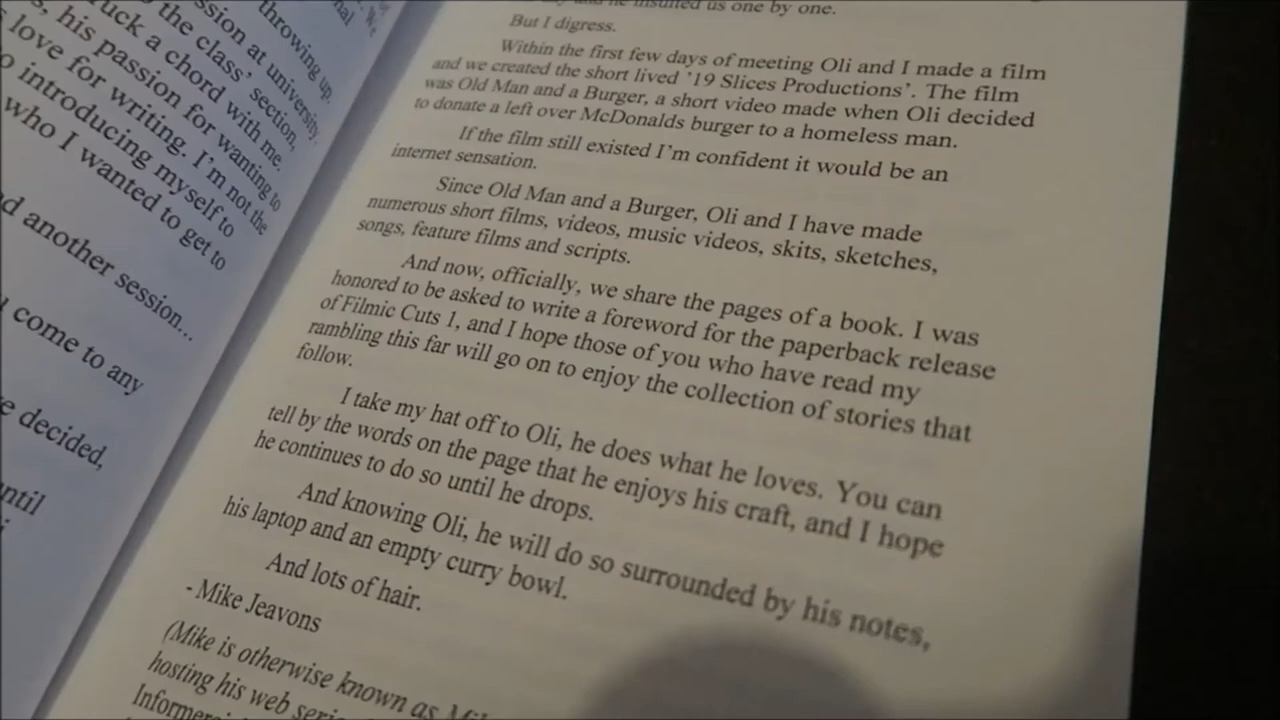 throwing up.
ssion at university.
the class' section,
ruck a chord with me.
s, his passion for wanting to
love for writing. I'm not the
o introducing myself to
who I wanted to get to
d another session...
come to any
e decided,
ntil
insulted us one by one.
But I digress.
Within the first few days of meeting Oli and I made a film
and we created the short lived '19 Slices Productions'. The film
was Old Man and a Burger, a short video made when Oli decided
to donate a left over McDonalds burger to a homeless man.
If the film still existed I'm confident it would be an
internet sensation.
Since Old Man and a Burger, Oli and I have made
numerous short films, videos, music videos, skits, sketches,
songs, feature films and scripts.
And now, officially, we share the pages of a book. I was
honored to be asked to write a foreword for the paperback release
of Filmic Cuts 1, and I hope those of you who have read my
rambling this far will go on to enjoy the collection of stories that
follow.
I take my hat off to Oli, he does what he loves. You can
tell by the words on the page that he enjoys his craft, and I hope
he continues to do so until he drops.
And knowing Oli, he will do so surrounded by his notes,
his laptop and an empty curry bowl.
And lots of hair.
- Mike Jeavons
(Mike is otherwise known as
hosting his web